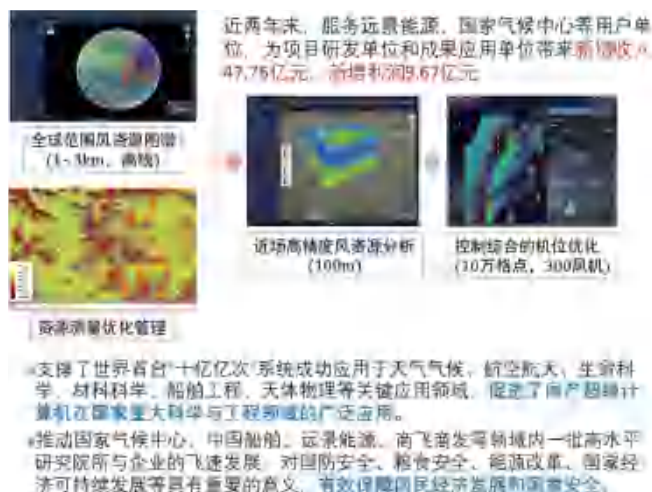 近两年来，服务远景能源、国家气候中心等用户单
位，为项目研发单位和成果应用单位带来新增收入
47.76亿元，新增利润9.67亿元
全球范围风资源图谱
(1-3km，离线)
近场高精度风资源分析
(100m)
控制综合的机位优化
(10万格点，300风机)
资源测量优化管理
支撑了世界首台“十亿亿次”系统成功应用于天气气候、航空航天、生命科
学、材料科学、船舶工程、天体物理等关键应用领域，促进了国产超级计
算机在国家重大科学与工程领域的广泛应用。
推动国家气候中心、中国船舶、远景能源、商飞商发等领域内一批高水平
研究院所与企业的飞速发展，对国防安全、粮食安全、能源改革、国家经
济可持续发展等具有重要的意义，有效保障国民经济发展和国家安全。